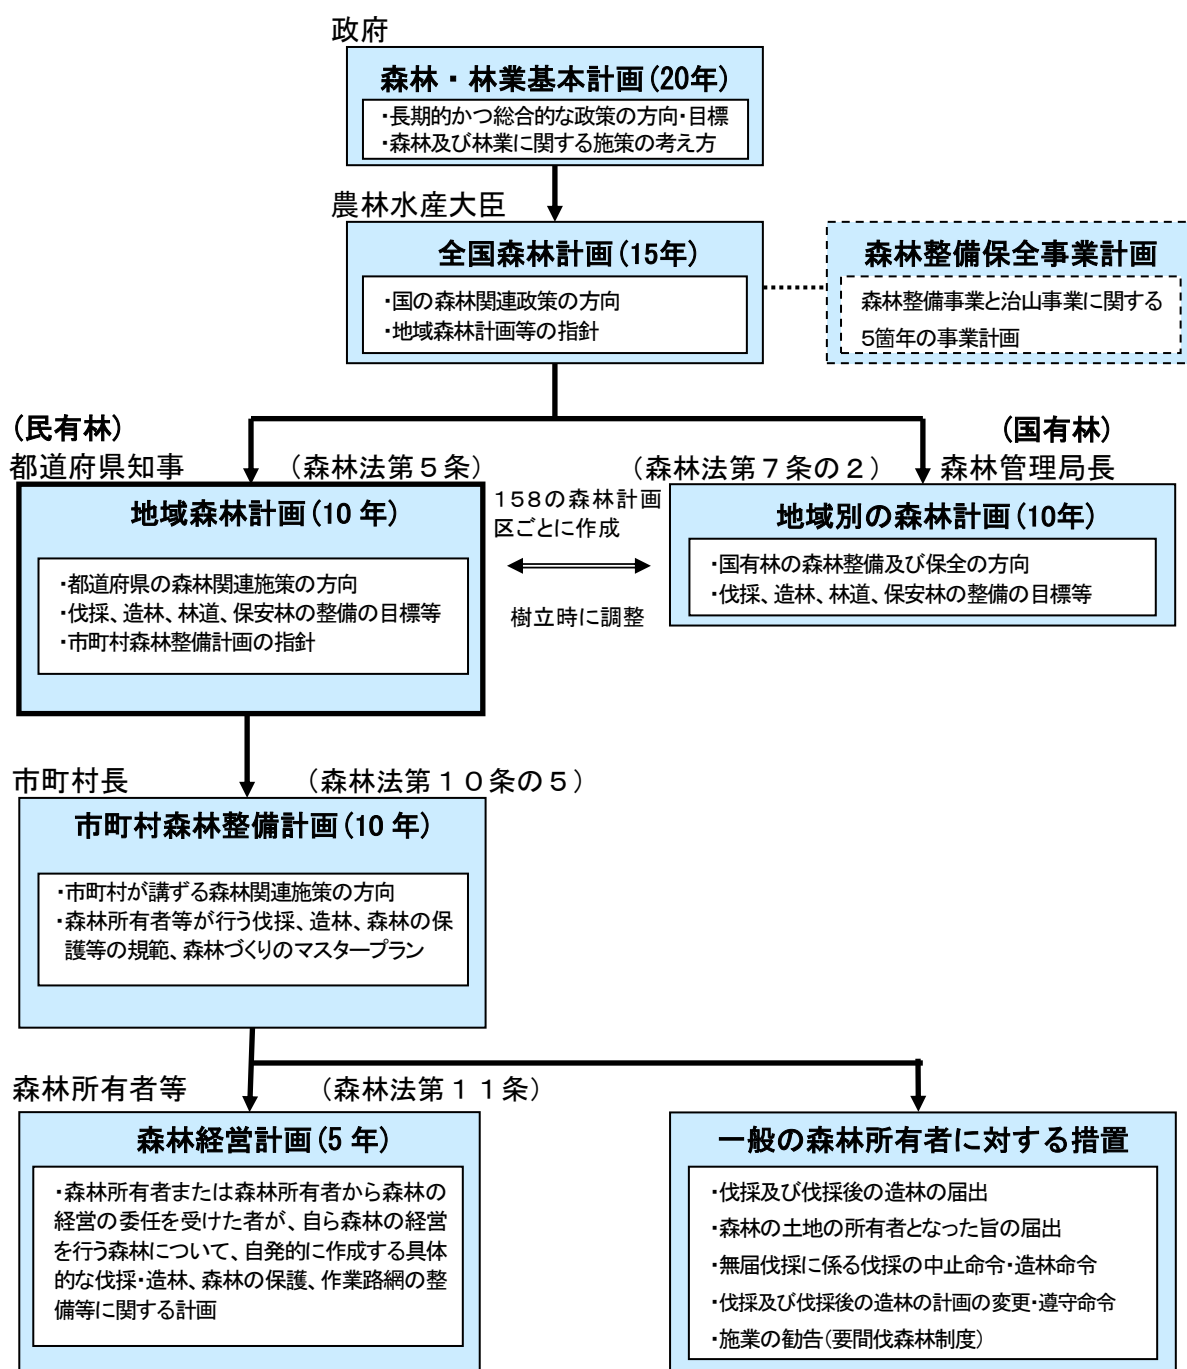 政府
森林・林業基本計画(20年)
・長期的かつ総合的な政策の方向・目標
・森林及び林業に関する施策の考え方
農林水産大臣
全国森林計画(15年)
・国の森林関連政策の方向
・地域森林計画等の指針
森林整備保全事業計画
森林整備事業と治山事業に関する
5箇年の事業計画
(民有林)
都道府県知事 (森林法第5条)
地域森林計画(10年)
・都道府県の森林関連施策の方向
・伐採、造林、林道、保安林の整備の目標等
・市町村森林整備計画の指針
158の森林計画
区ごとに作成
樹立時に調整
(国有林)
(森林法第7条の2) 森林管理局長
地域別の森林計画(10年)
・国有林の森林整備及び保全の方向
・伐採、造林、林道、保安林の整備の目標等
市町村長 (森林法第10条の5)
市町村森林整備計画(10年)
・市町村が講ずる森林関連施策の方向
・森林所有者等が行う伐採、造林、森林の保
護等の規範、森林づくりのマスタープラン
森林所有者等 (森林法第11条)
森林経営計画(5年)
・森林所有者または森林所有者から森林の
経営の委任を受けた者が、自ら森林の経営
を行う森林について、自発的に作成する具体
的な伐採・造林、森林の保護、作業路網の整
備等に関する計画
一般の森林所有者に対する措置
・伐採及び伐採後の造林の届出
・森林の土地の所有者となった旨の届出
・無届伐採に係る伐採の中止命令・造林命令
・伐採及び伐採後の造林の計画の変更・遵守命令
・施業の勧告(要間伐森林制度)